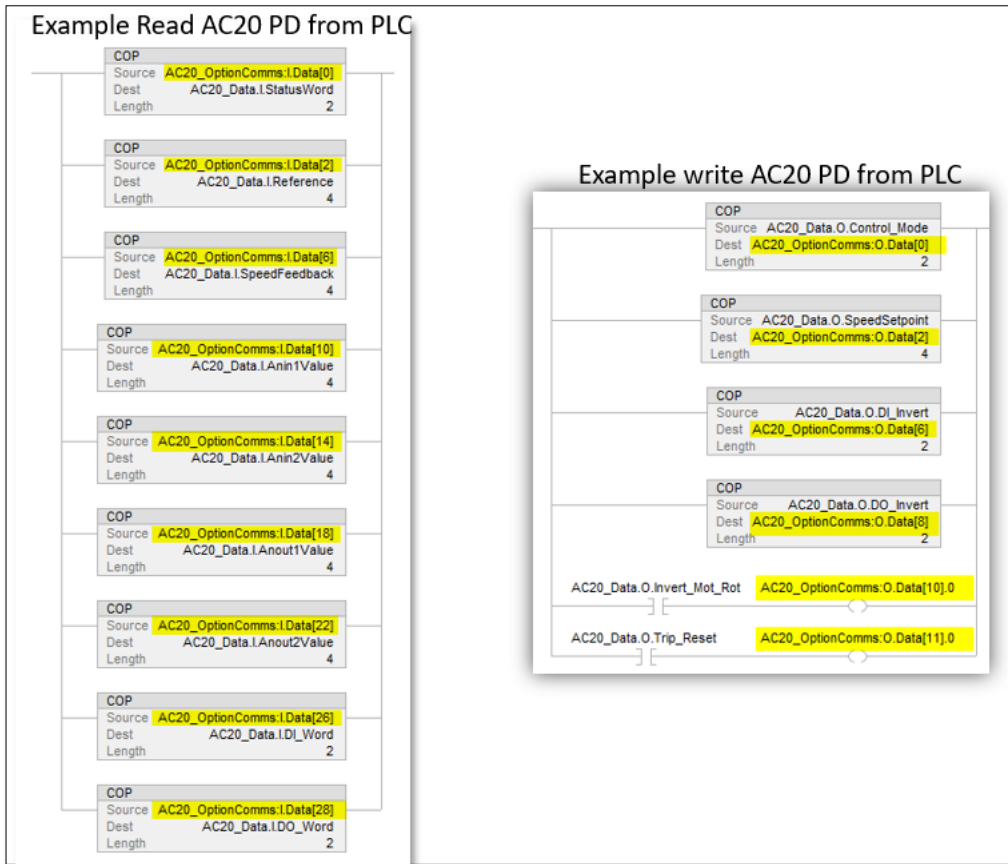 Example Read AC20 PD from PLC
COP
Source AC20_OptionComms:I.Data[0]
Dest AC20_Data.I.StatusWord
Length 2
COP
Source AC20_OptionComms:I.Data[2]
Dest AC20_Data.I.Reference
Length 4
COP
Source AC20_OptionComms:I.Data[6]
Dest AC20_Data.I.SpeedFeedback
Length 4
COP
Source AC20_OptionComms:I.Data[10]
Dest AC20_Data.I.Anin1Value
Length 4
COP
Source AC20_OptionComms:I.Data[14]
Dest AC20_Data.I.Anin2Value
Length 4
COP
Source AC20_OptionComms:I.Data[18]
Dest AC20_Data.I.Anout1Value
Length 4
COP
Source AC20_OptionComms:I.Data[22]
Dest AC20_Data.I.Anout2Value
Length 4
COP
Source AC20_OptionComms:I.Data[26]
Dest AC20_Data.I.DI_Word
Length 2
COP
Source AC20_OptionComms:I.Data[28]
Dest AC20_Data.I.DO_Word
Length 2
Example write AC20 PD from PLC
COP
Source AC20_Data.O.Control_Mode
Dest AC20_OptionComms:O.Data[0]
Length 2
COP
Source AC20_Data.O.SpeedSetpoint
Dest AC20_OptionComms:O.Data[2]
Length 4
COP
Source AC20_Data.O.DI_Invert
Dest AC20_OptionComms:O.Data[6]
Length 2
COP
Source AC20_Data.O.DO_Invert
Dest AC20_OptionComms:O.Data[8]
Length 2
AC20_Data.O.Invert_Mot_Rot AC20_OptionComms:O.Data[10].0
AC20_Data.O.Trip_Reset AC20_OptionComms:O.Data[11].0